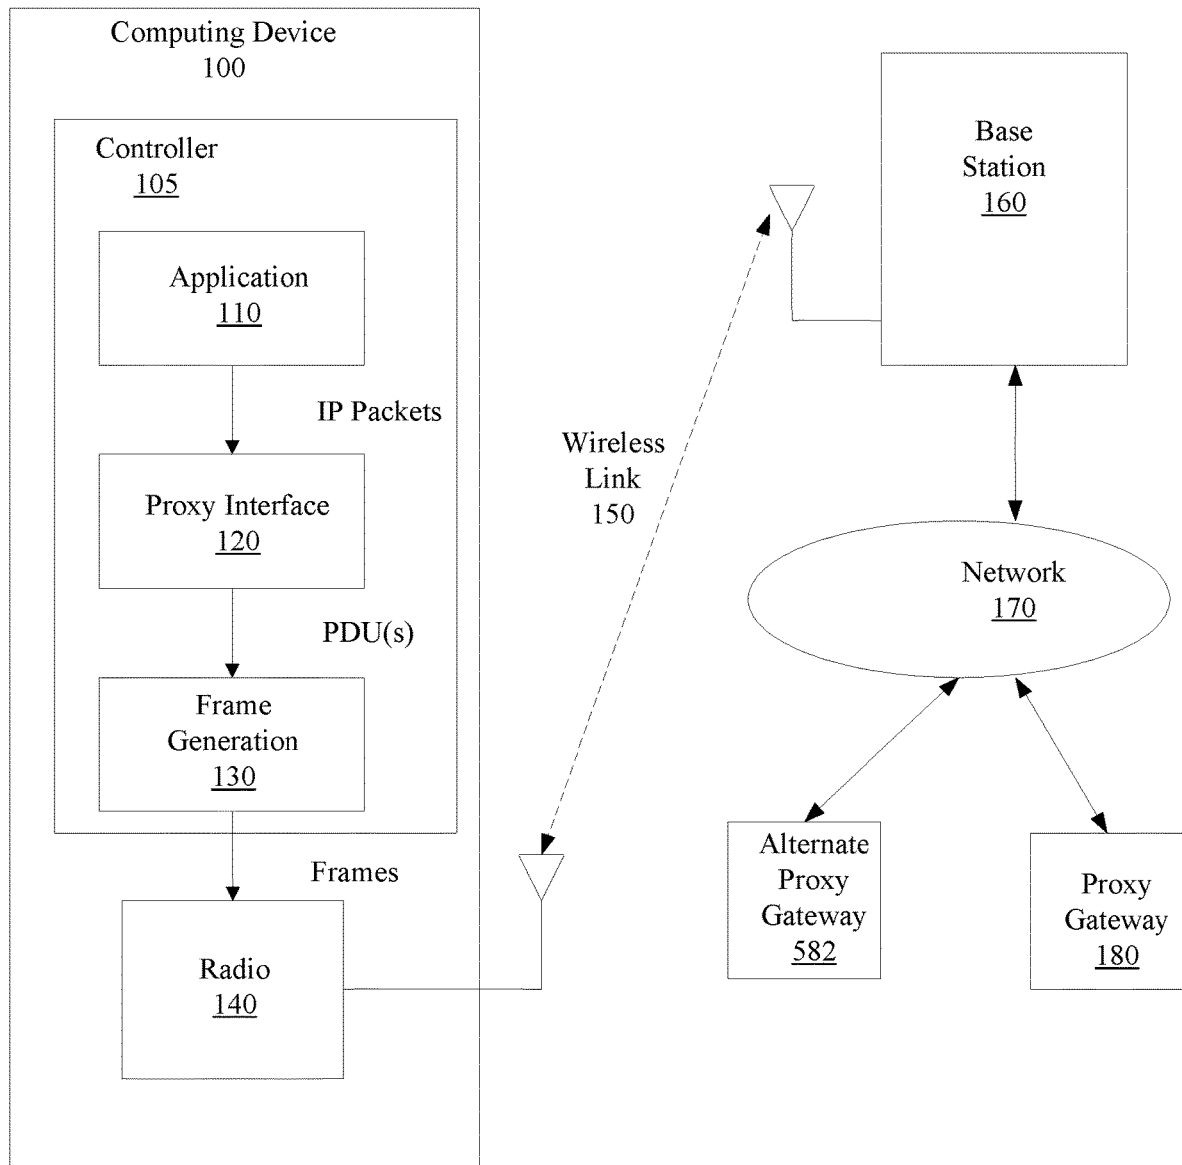 Computing Device
100
Controller
105
Application
110
IP Packets
Proxy Interface
120
PDU(s)
Frame
Generation
130
Frames
Radio
140
Wireless
Link
150
Base
Station
160
Network
170
Alternate
Proxy
Gateway
582
Proxy
Gateway
180